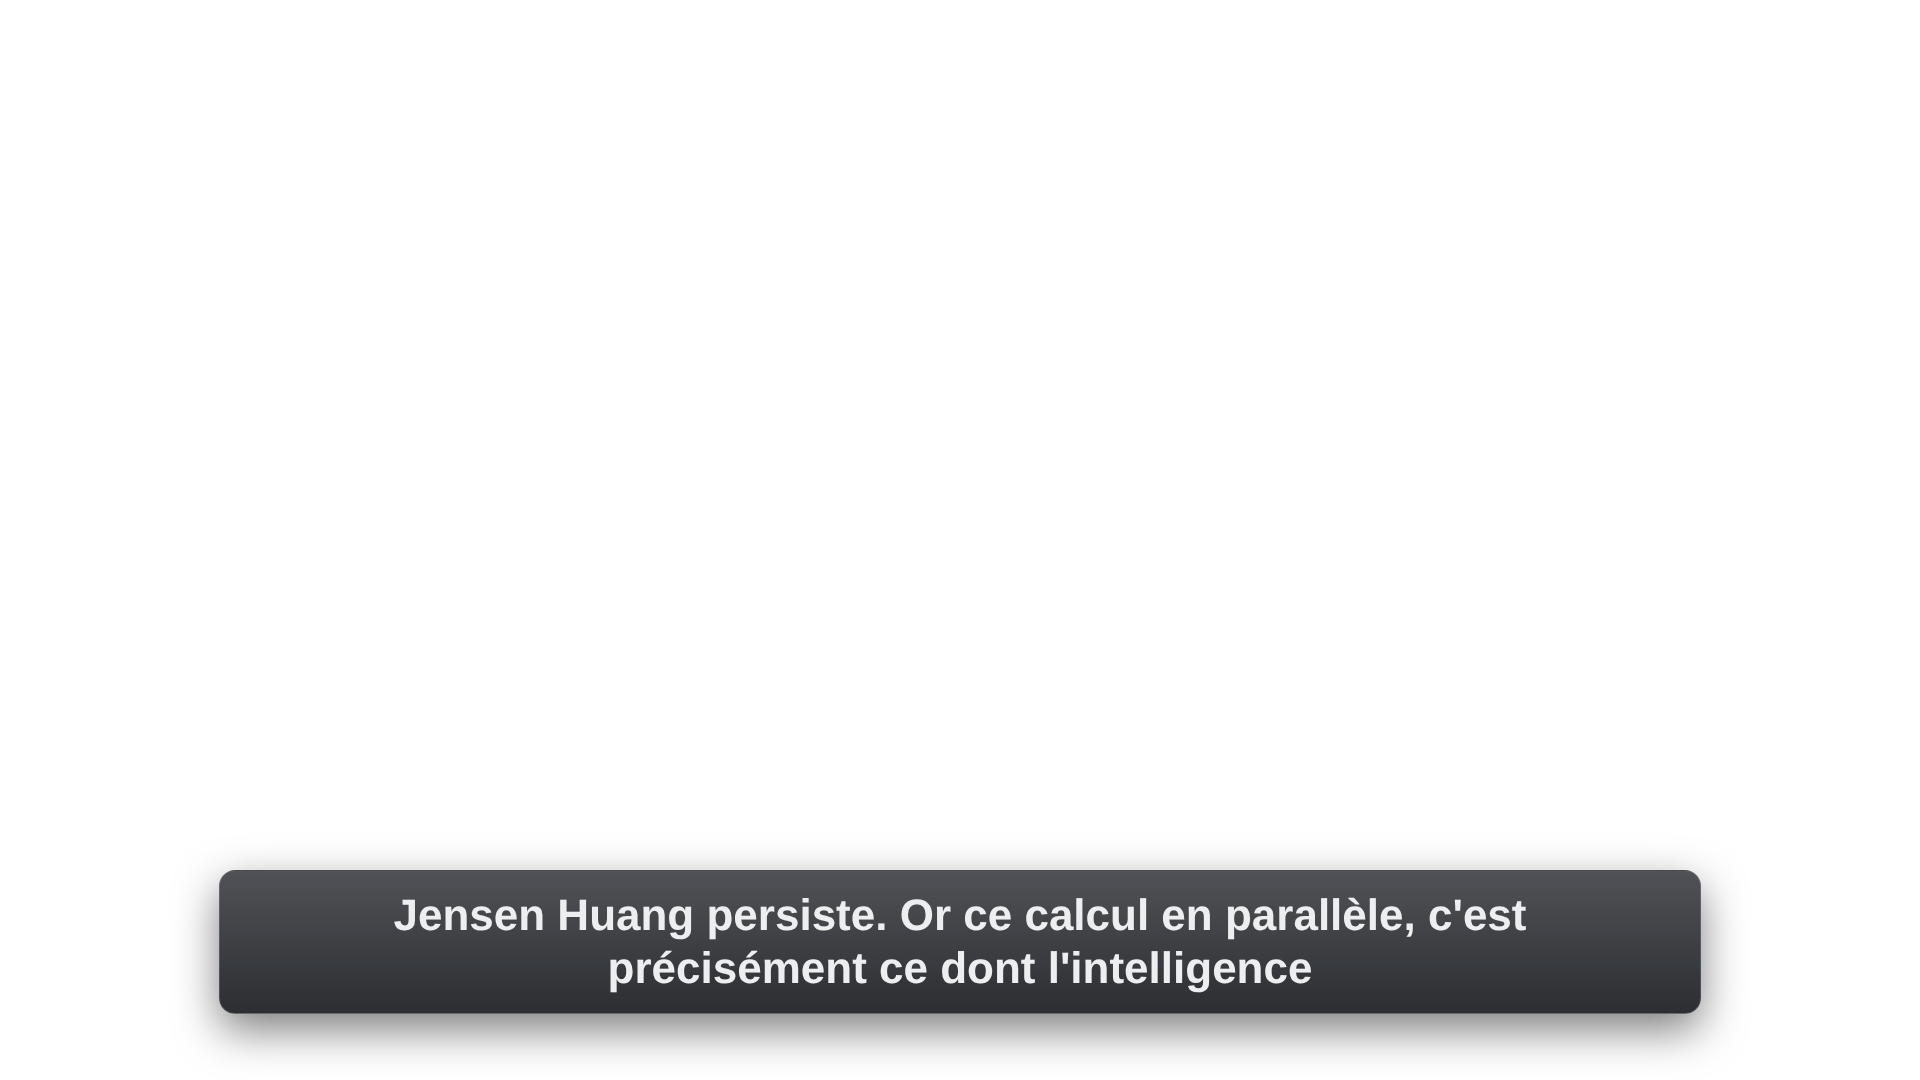 Jensen Huang persiste. Or ce calcul en parallèle, c'est
précisément ce dont l'intelligence